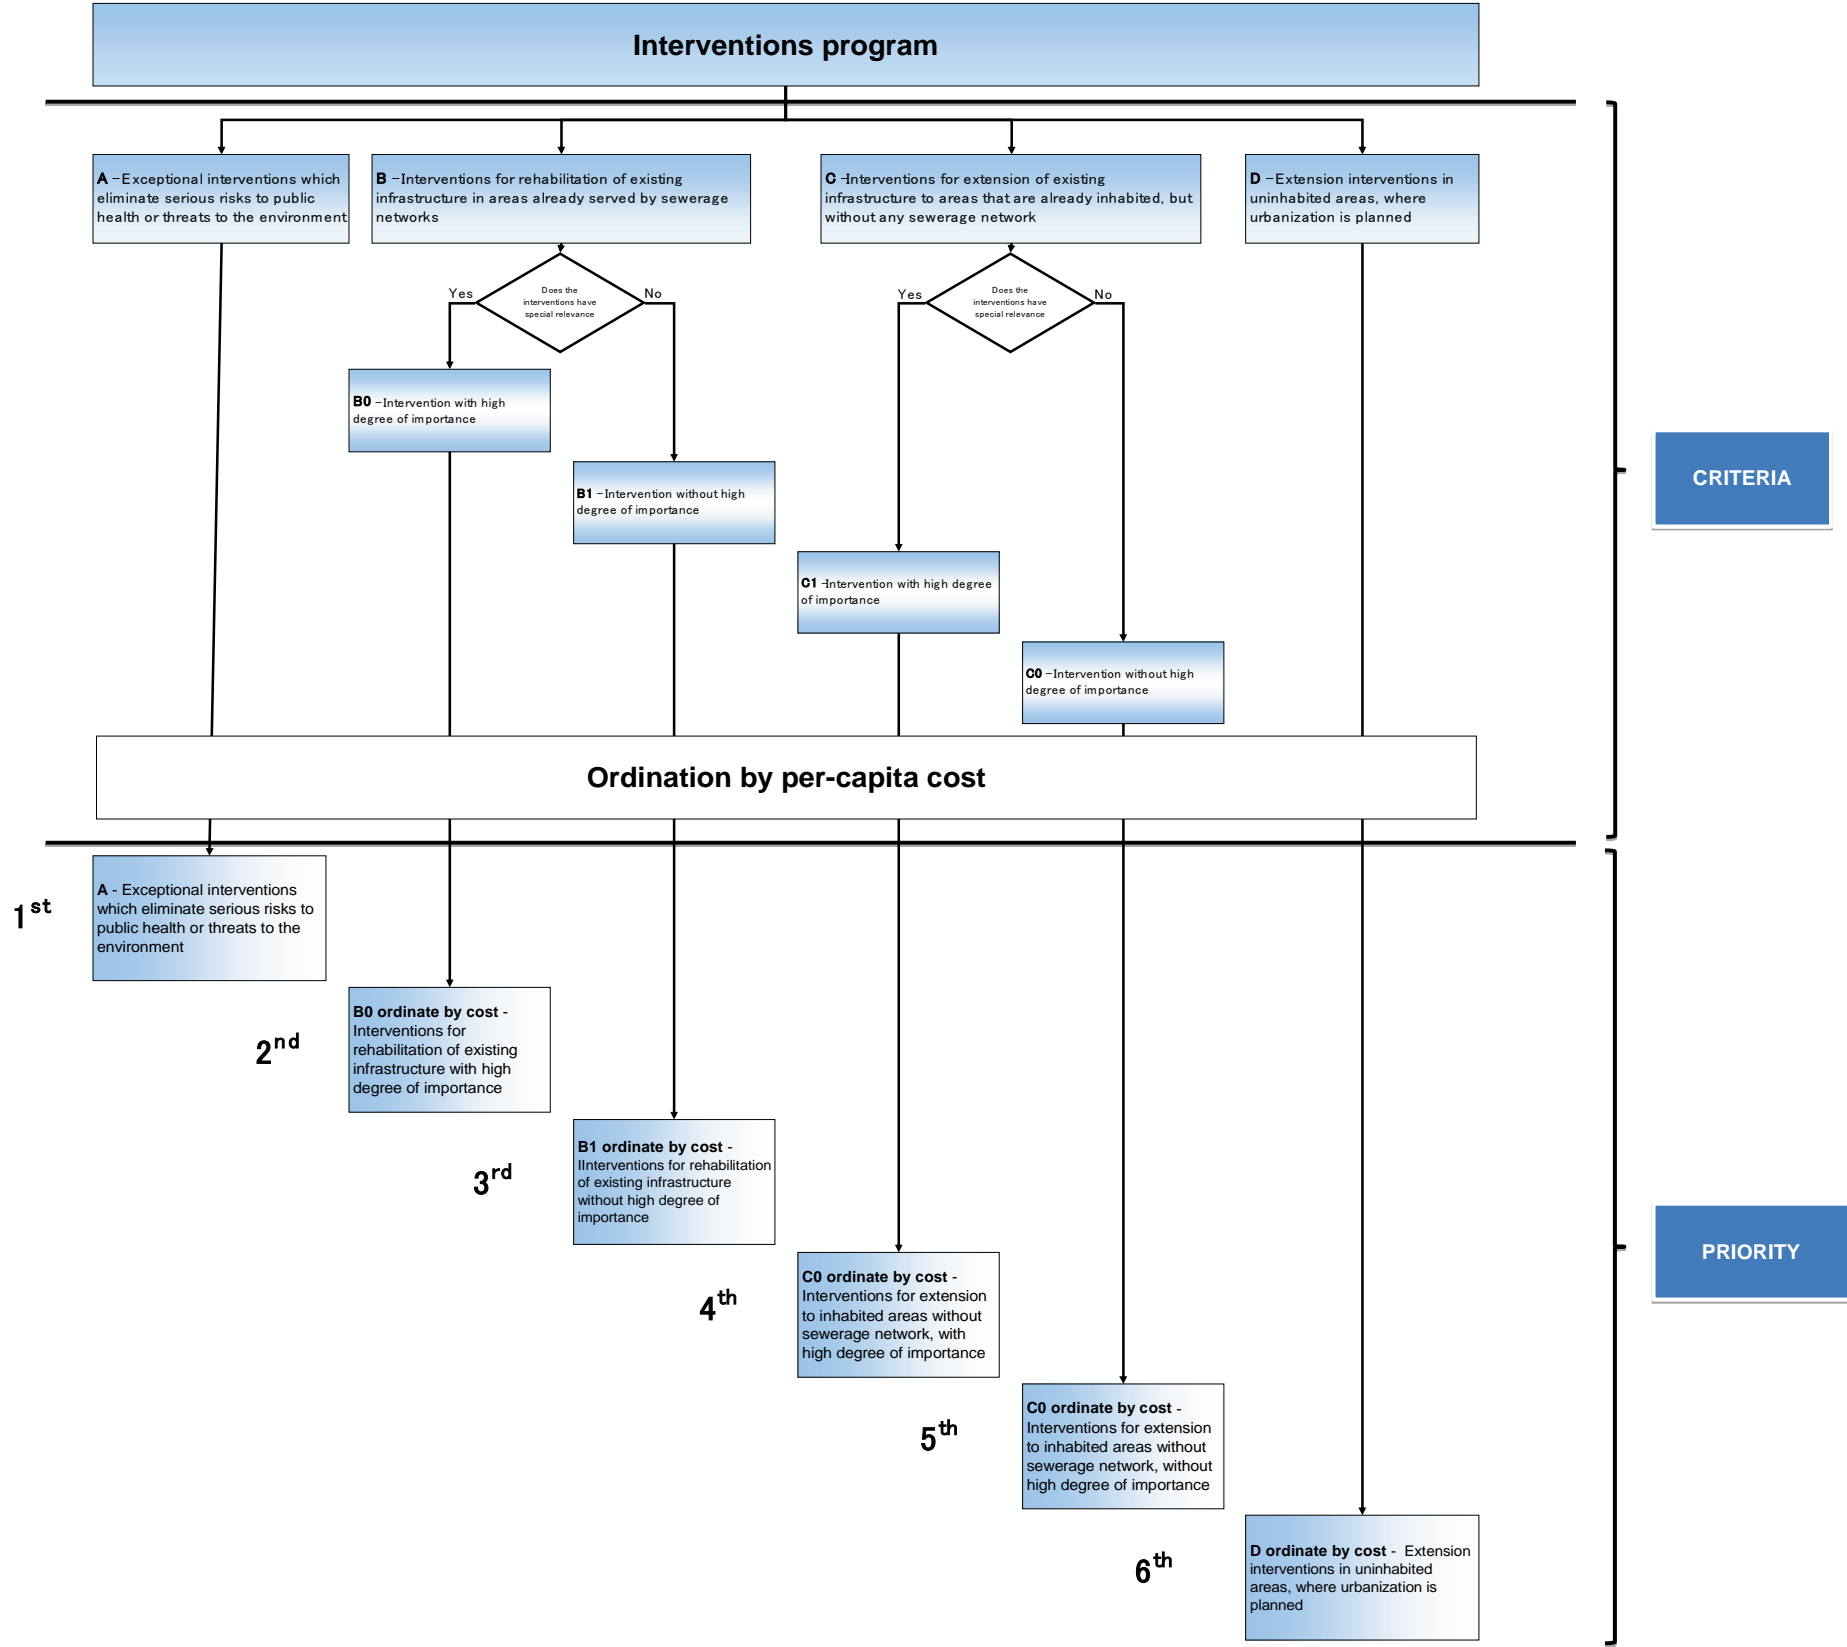 Interventions program
A –Exceptional interventions which
eliminate serious risks to public
health or threats to the environment
B –Interventions for rehabilitation of existing
infrastructure in areas already served by sewerage
networks
C –Interventions for extension of existing
infrastructure to areas that are already inhabited, but
without any sewerage network
D –Extension interventions in
uninhabited areas, where
urbanization is planned
Yes
Does the
interventions have
special relevance
No
Yes
Does the
interventions have
special relevance
No
B0 –Intervention with high
degree of importance
B1 –Intervention without high
degree of importance
C1 –Intervention with high degree
of importance
C0 –Intervention without high
degree of importance
CRITERIA
Ordination by per-capita cost
1st
A - Exceptional interventions
which eliminate serious risks to
public health or threats to the
environment
2nd
B0 ordinate by cost -
Interventions for
rehabilitation of existing
infrastructure with high
degree of importance
3rd
B1 ordinate by cost -
IInterventions for rehabilitation
of existing infrastructure
without high degree of
importance
4th
C0 ordinate by cost -
Interventions for extension
to inhabited areas without
sewerage network, with
high degree of importance
PRIORITY
5th
C0 ordinate by cost -
Interventions for extension
to inhabited areas without
sewerage network, without
high degree of importance
6th
D ordinate by cost - Extension
interventions in uninhabited
areas, where urbanization is
planned